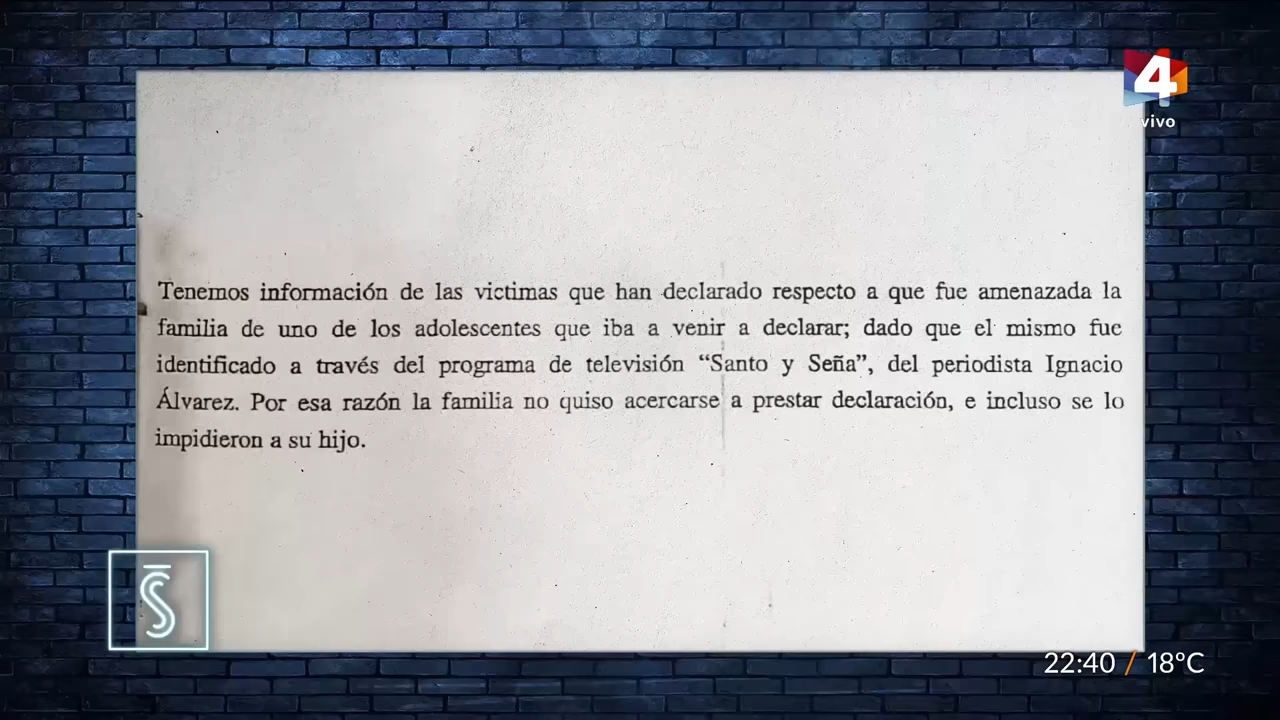 4
vivo
Tenemos información de las victimas que han declarado respecto a que fue amenazada la
familia de uno de los adolescentes que iba a venir a declarar; dado que el mismo fue
identificado a través del programa de televisión “Santo y Seña”, del periodista Ignacio
Álvarez. Por esa razón la familia no quiso acercarse a prestar declaración, e incluso se lo
impidieron a su hijo.
S
22:40 / 18°C